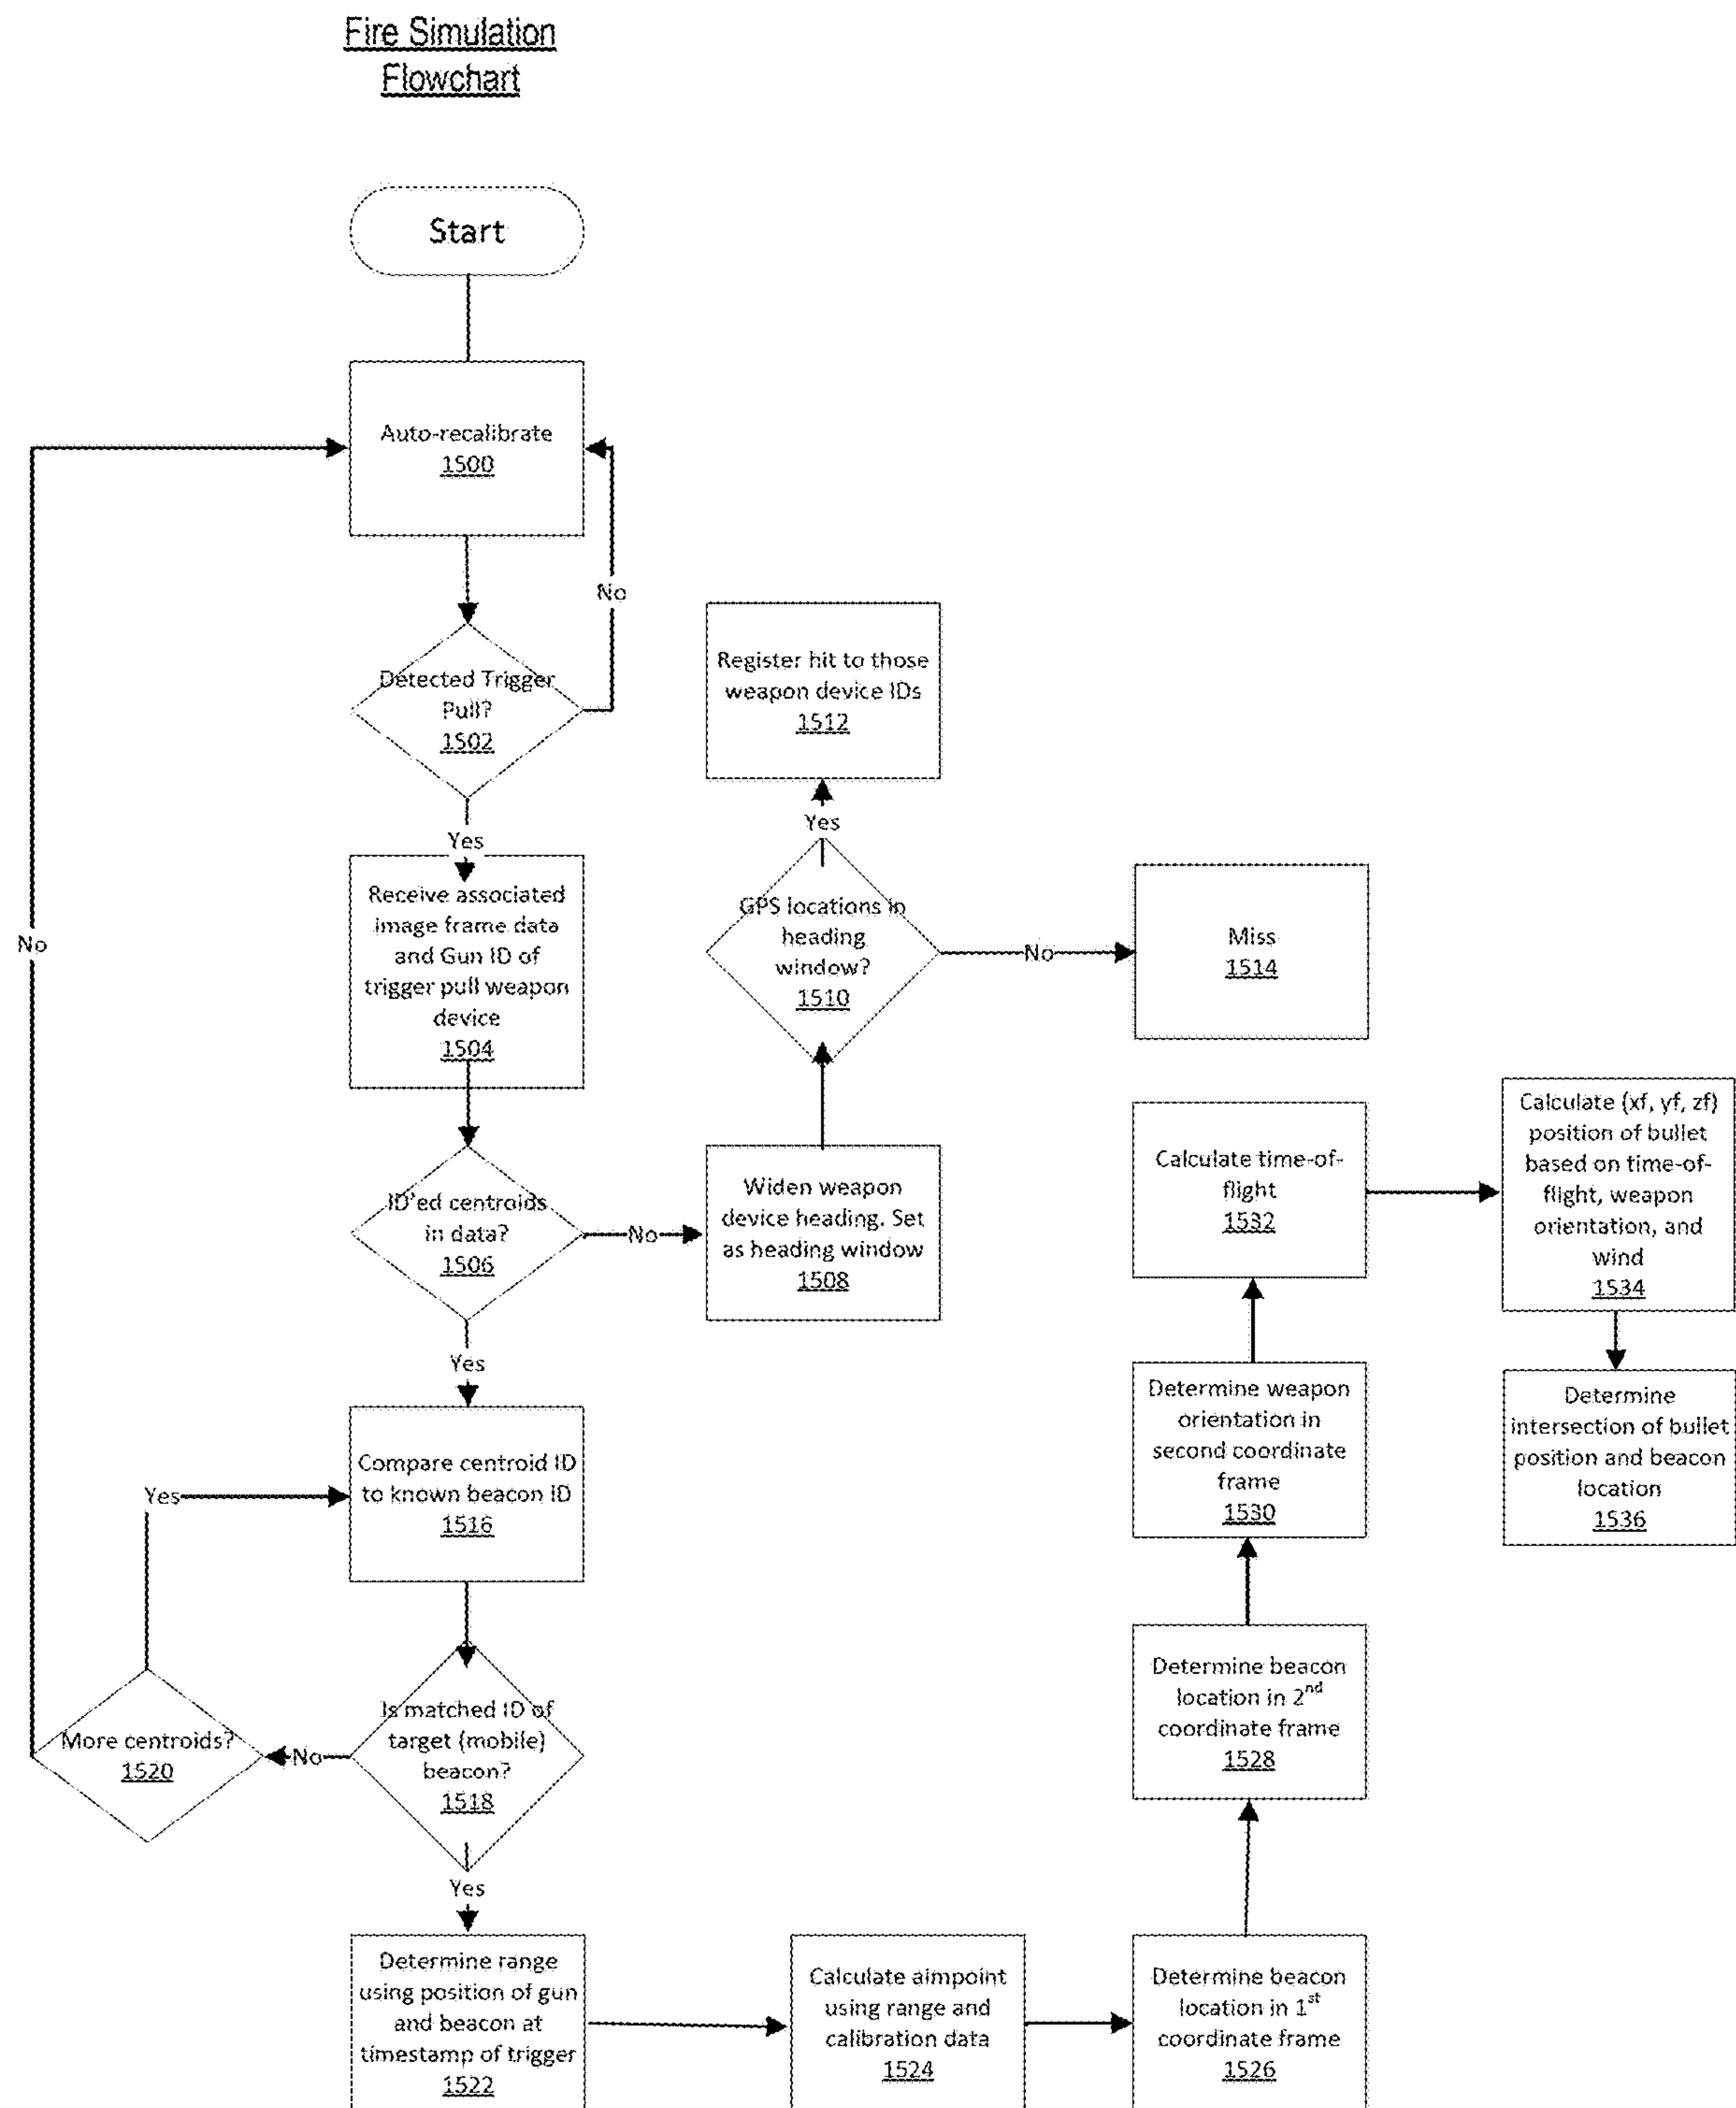 Fire Simulation
Flowchart
Start
Auto-recalibrate
1500
No
Detected Trigger
Pull?
1502
Yes
Receive associated
image frame data
and Gun ID of
trigger pull weapon
device
1504
ID'ed centroids
in data?
1506
No
Widen weapon
device heading. Set
as heading window
1508
GPS locations in
heading
window?
1510
Yes
Register hit to those
weapon device IDs
1512
No
Miss
1514
Yes
Compare centroid ID
to known beacon ID
1516
Is matched ID of
target (mobile)
beacon?
1518
No
More centroids?
1520
Yes
No
Yes
Determine range
using position of gun
and beacon at
timestamp of trigger
1522
Calculate aimpoint
using range and
calibration data
1524
Determine beacon
location in 1st
coordinate frame
1526
Determine beacon
location in 2nd
coordinate frame
1528
Determine weapon
orientation in
second coordinate
frame
1530
Calculate time-of-
flight
1532
Calculate (xf, yf, zf)
position of bullet
based on time-of-
flight, weapon
orientation, and
wind
1534
Determine
intersection of bullet
position and beacon
location
1536